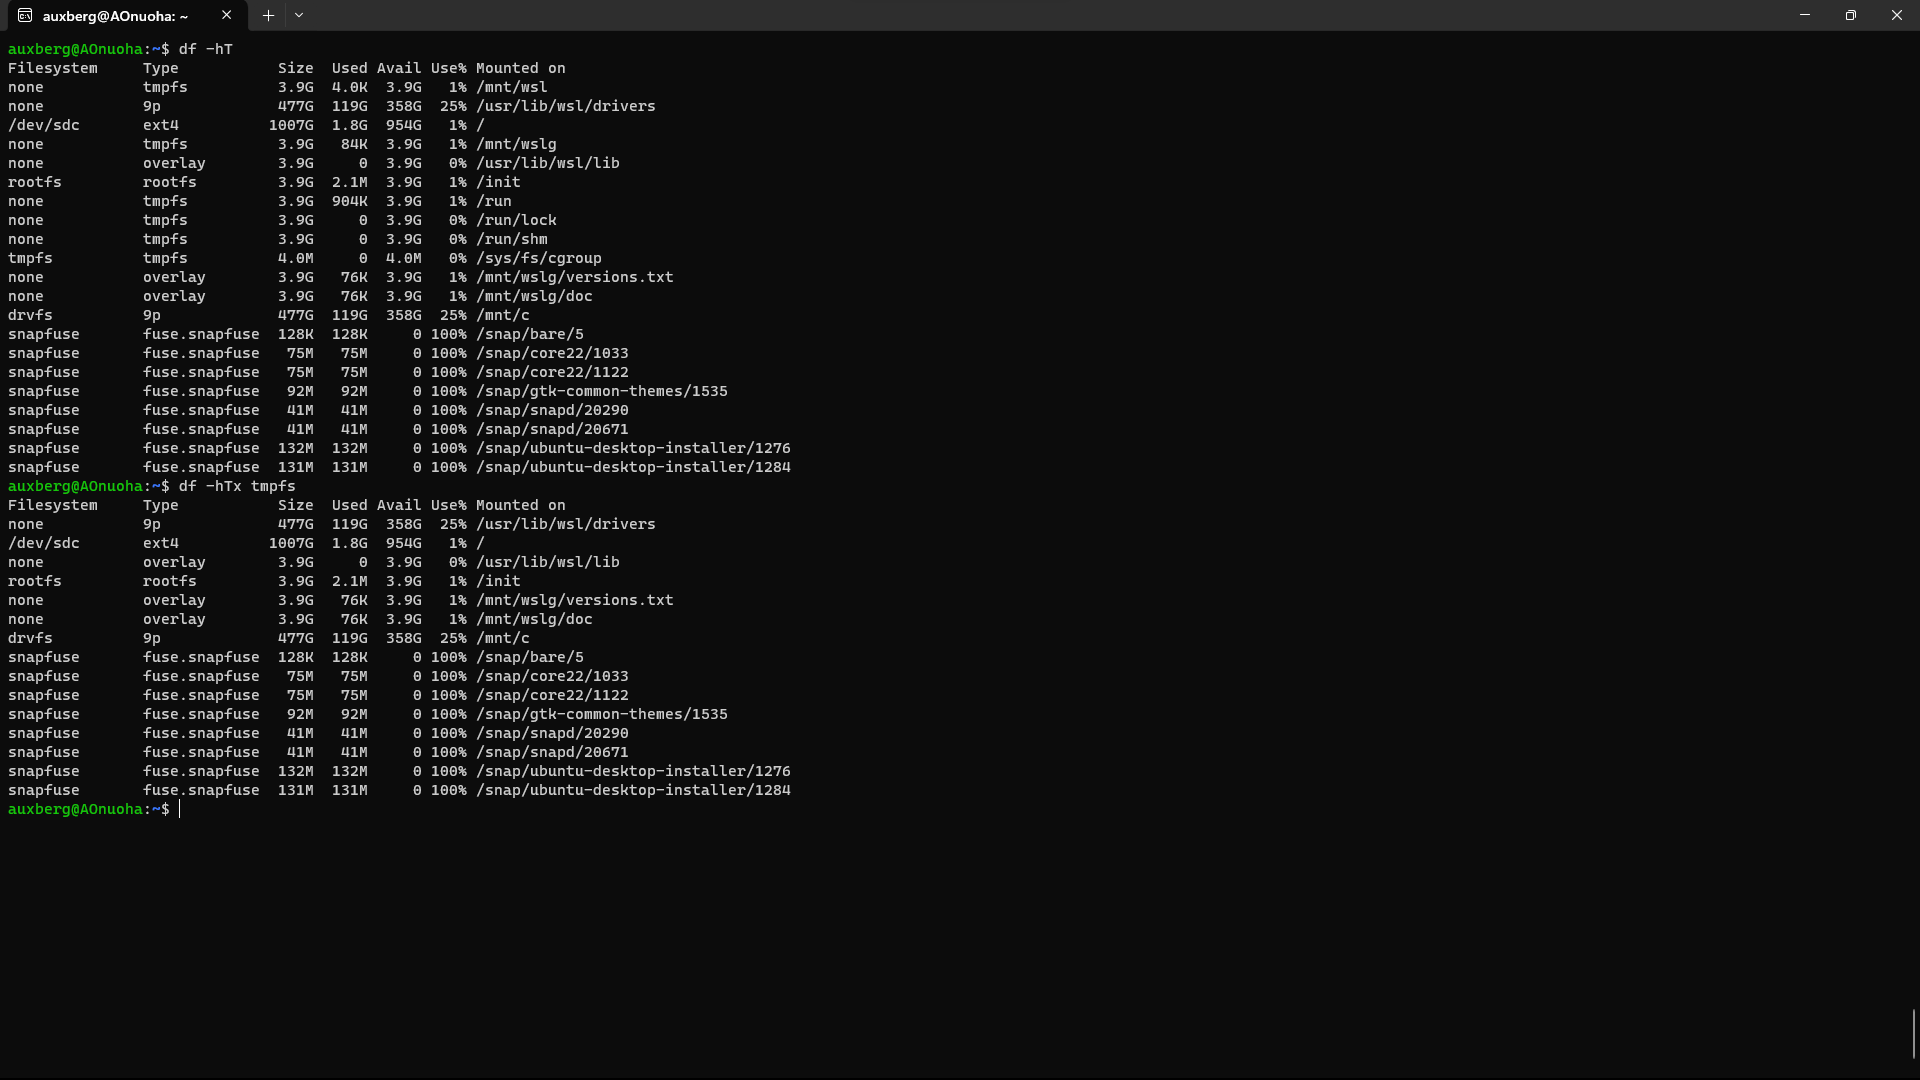 auxberg@AOnuoha: ~
auxberg@AOnuoha:~$ df -hT
Filesystem     Type           Size  Used Avail Use% Mounted on
none           tmpfs          3.9G  4.0K  3.9G   1% /mnt/wsl
none           9p             477G  119G  358G  25% /usr/lib/wsl/drivers
/dev/sdc       ext4          1007G  1.8G  954G   1% /
none           tmpfs          3.9G   84K  3.9G   1% /mnt/wslg
none           overlay        3.9G     0  3.9G   0% /usr/lib/wsl/lib
rootfs         rootfs         3.9G  2.1M  3.9G   1% /init
none           tmpfs          3.9G  904K  3.9G   1% /run
none           tmpfs          3.9G     0  3.9G   0% /run/lock
none           tmpfs          3.9G     0  3.9G   0% /run/shm
tmpfs          tmpfs          4.0M     0  4.0M   0% /sys/fs/cgroup
none           overlay        3.9G   76K  3.9G   1% /mnt/wslg/versions.txt
none           overlay        3.9G   76K  3.9G   1% /mnt/wslg/doc
drvfs          9p             477G  119G  358G  25% /mnt/c
snapfuse       fuse.snapfuse  128K  128K     0 100% /snap/bare/5
snapfuse       fuse.snapfuse   75M   75M     0 100% /snap/core22/1033
snapfuse       fuse.snapfuse   75M   75M     0 100% /snap/core22/1122
snapfuse       fuse.snapfuse   92M   92M     0 100% /snap/gtk-common-themes/1535
snapfuse       fuse.snapfuse   41M   41M     0 100% /snap/snapd/20290
snapfuse       fuse.snapfuse   41M   41M     0 100% /snap/snapd/20671
snapfuse       fuse.snapfuse  132M  132M     0 100% /snap/ubuntu-desktop-installer/1276
snapfuse       fuse.snapfuse  131M  131M     0 100% /snap/ubuntu-desktop-installer/1284
auxberg@AOnuoha:~$ df -hTx tmpfs
Filesystem     Type           Size  Used Avail Use% Mounted on
none           9p             477G  119G  358G  25% /usr/lib/wsl/drivers
/dev/sdc       ext4          1007G  1.8G  954G   1% /
none           overlay        3.9G     0  3.9G   0% /usr/lib/wsl/lib
rootfs         rootfs         3.9G  2.1M  3.9G   1% /init
none           overlay        3.9G   76K  3.9G   1% /mnt/wslg/versions.txt
none           overlay        3.9G   76K  3.9G   1% /mnt/wslg/doc
drvfs          9p             477G  119G  358G  25% /mnt/c
snapfuse       fuse.snapfuse  128K  128K     0 100% /snap/bare/5
snapfuse       fuse.snapfuse   75M   75M     0 100% /snap/core22/1033
snapfuse       fuse.snapfuse   75M   75M     0 100% /snap/core22/1122
snapfuse       fuse.snapfuse   92M   92M     0 100% /snap/gtk-common-themes/1535
snapfuse       fuse.snapfuse   41M   41M     0 100% /snap/snapd/20290
snapfuse       fuse.snapfuse   41M   41M     0 100% /snap/snapd/20671
snapfuse       fuse.snapfuse  132M  132M     0 100% /snap/ubuntu-desktop-installer/1276
snapfuse       fuse.snapfuse  131M  131M     0 100% /snap/ubuntu-desktop-installer/1284
auxberg@AOnuoha:~$